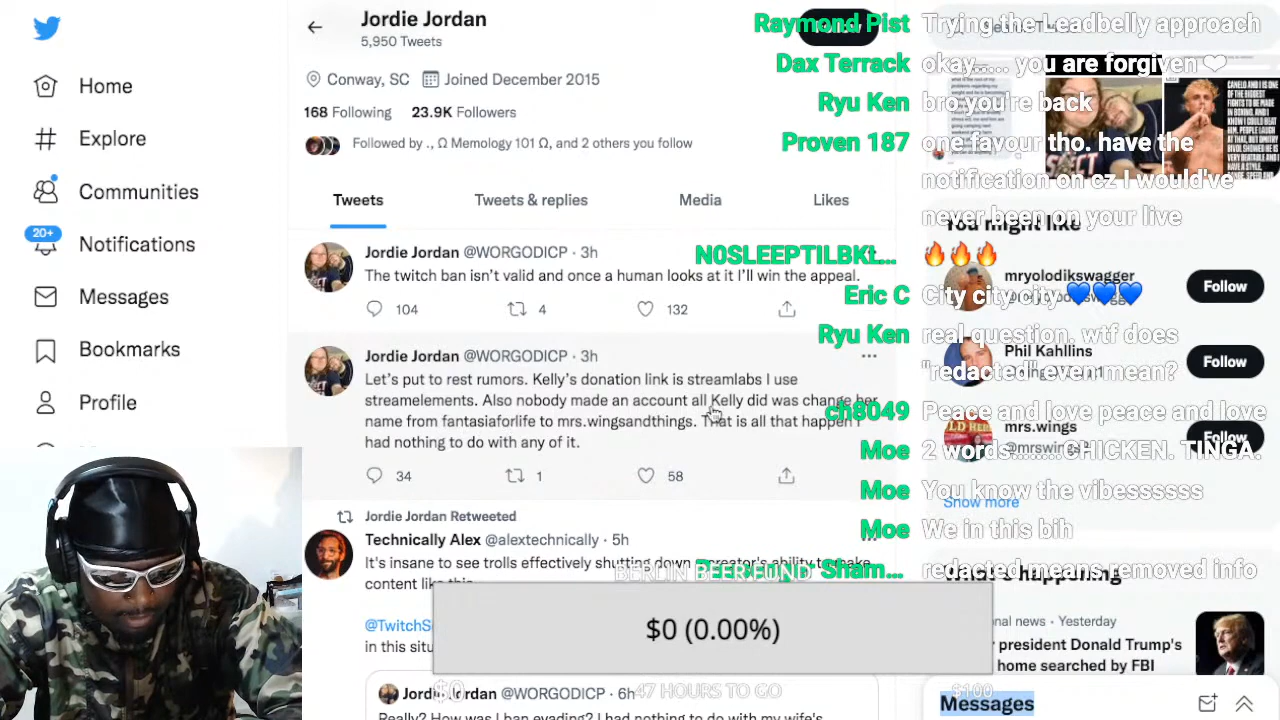 Jordie Jordan
5,950 Tweets
Conway, SC Joined December 2015
168 Following 23.9K Followers
Followed by ., Ω Memology 101 Ω, and 2 others you follow
Tweets Tweets & replies Media Likes
Home
Explore
Communities
20+
Notifications
Messages
Bookmarks
Profile
Jordie Jordan @WORGODICP · 3h
The twitch ban isn't valid and once a human looks at it I'll win the appeal.
104 4 132
Jordie Jordan @WORGODICP · 3h
Let's put to rest rumors. Kelly's donation link is streamlabs I use
streamelements. Also nobody made an account all Kelly did was change her
name from fantasiaforlife to mrs.wingsandthings. That is all that happen I
had nothing to do with any of it.
34 1 58
Jordie Jordan Retweeted
Technically Alex @alextechnically · 5h
It's insane to see trolls effectively shutting down a creator's ability to make
content like this
@TwitchS
in this situ
Jordie Jordan @WORGODICP · 6h
Really? How was I ban evading? I had nothing to do with my wife's
BERLIN BEER FUND
$0 (0.00%)
$0 47 HOURS TO GO $100
Raymond Pist Trying the Leadbelly approach
Dax Terrack okay..... you are forgiven
Ryu Ken bro you're back
Proven 187 one favour tho. have the
notification on cz I would've
never been on your live
🔥🔥🔥
N0SLEEPTILBKL...
Eric C City city city 💙💙💙
Ryu Ken real question. wtf does
"redacted even mean?
ch8049 Peace and love peace and love
Moe 2 words........ CHICKEN. TINGA.
Moe You know the vibesssss
Moe We in this bih
Sham... redacted means removed info
You might like
mryolodikswagger
Follow
Phil Kahllins
Follow
mrs.wings
Follow
Show more
nal news · Yesterday
president Donald Trump's
home searched by FBI
Messages